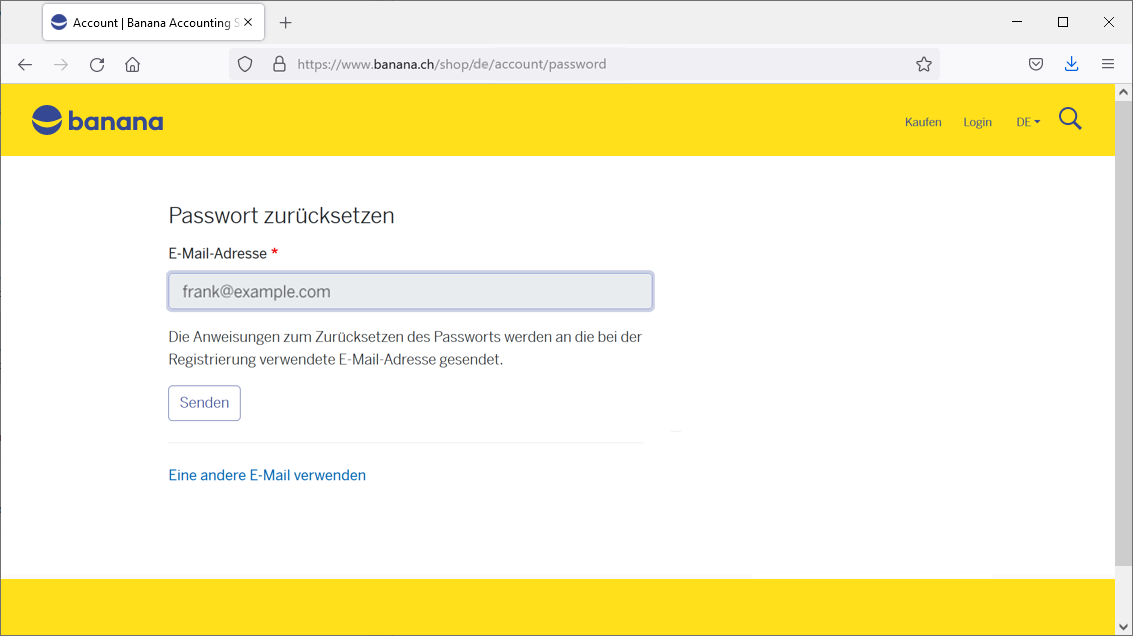 Account | Banana Accounting S
https://www.banana.ch/shop/de/account/password
banana
Kaufen Login DE
Passwort zurücksetzen
E-Mail-Adresse *
frank@example.com
Die Anweisungen zum Zurücksetzen des Passworts werden an die bei der
Registrierung verwendete E-Mail-Adresse gesendet.
Senden
Eine andere E-Mail verwenden